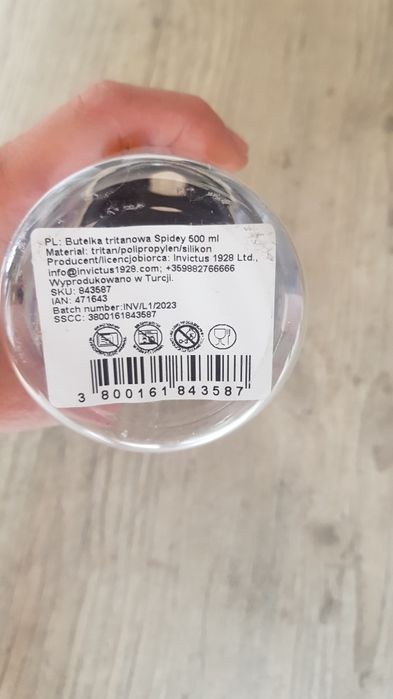 PL: Butelka tritanowa Spidey 500 ml
Materiał: tritan/polipropylen/silikon
Producent/licencjobiorca: Invictus 1928 Ltd.,
info@invictus1928.com; +359882766666
Wyprodukowano w Turcji.
SKU: 843587
IAN: 471643
Batch number:INV/L1/2023
SSCC: 3800161843587
3 800161 843587